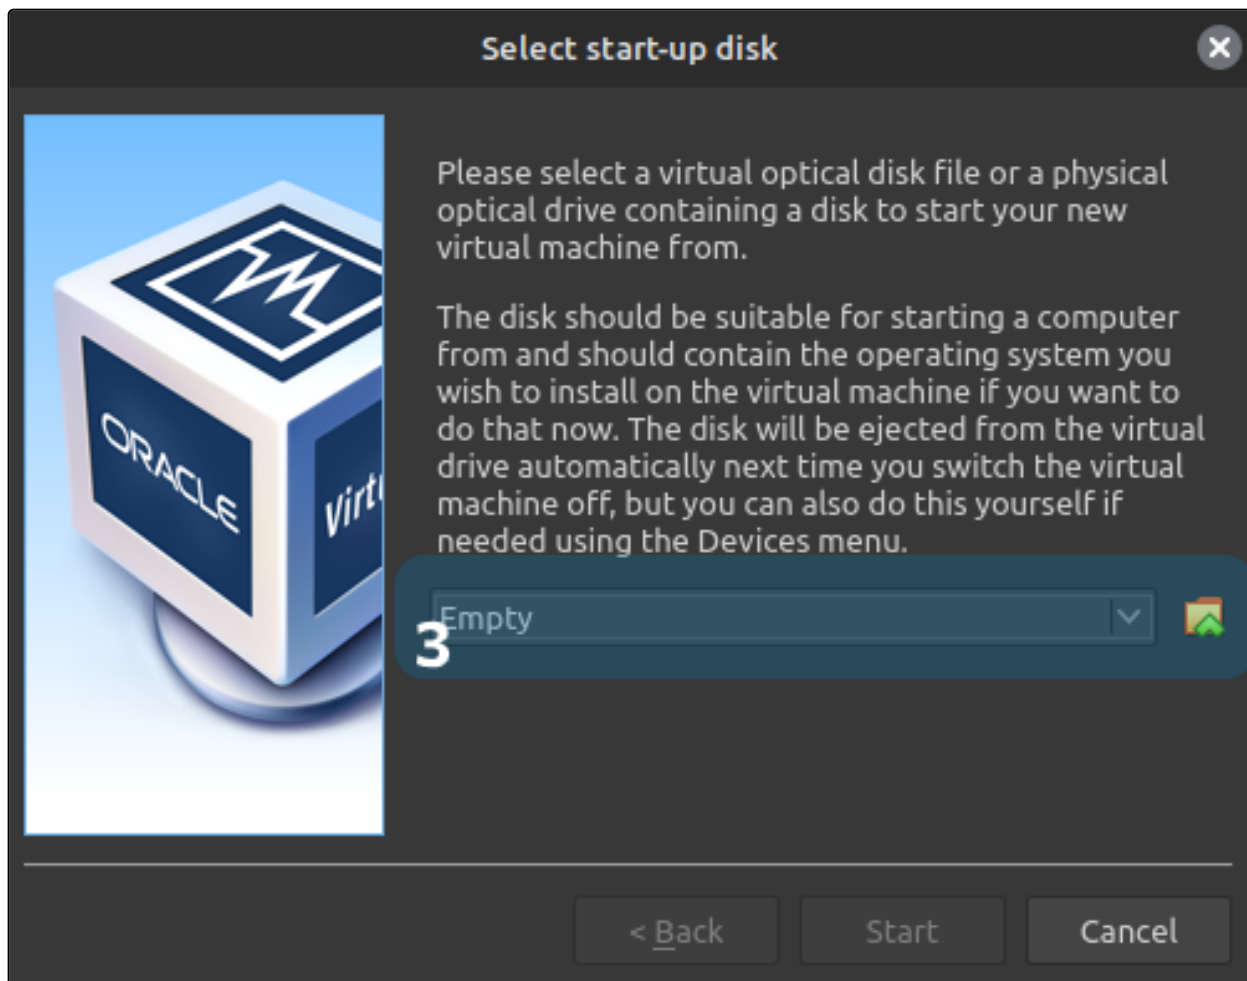 Select start-up disk
Please select a virtual optical disk file or a physical
optical drive containing a disk to start your new
virtual machine from.
The disk should be suitable for starting a computer
from and should contain the operating system you
wish to install on the virtual machine if you want to
do that now. The disk will be ejected from the virtual
drive automatically next time you switch the virtual
machine off, but you can also do this yourself if
needed using the Devices menu.
ORACLE
Virtu
Empty
3
< Back
Start
Cancel